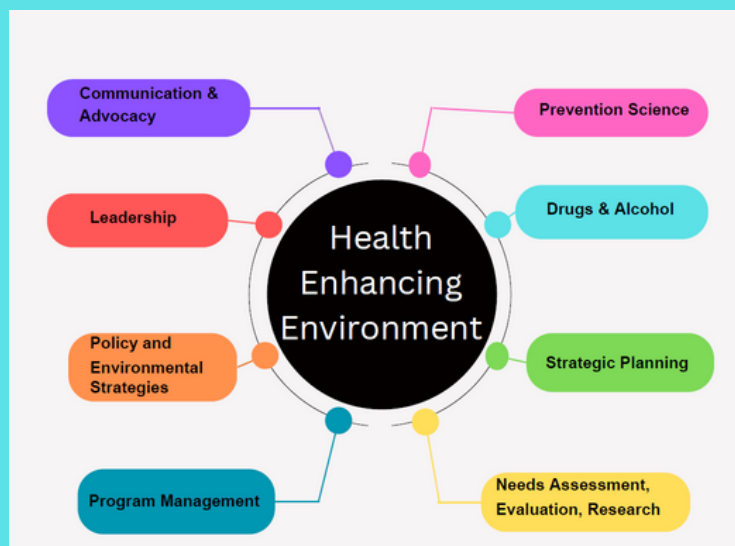 Communication &
Advocacy
Prevention Science
Leadership
Drugs & Alcohol
Health
Enhancing
Environment
Policy and
Environmental
Strategies
Strategic Planning
Program Management
Needs Assessment,
Evaluation, Research